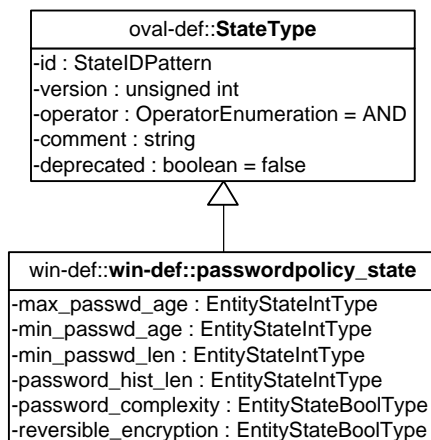 oval-def::StateType
-id : StateIDPattern
-version : unsigned int
-operator : OperatorEnumeration = AND
-comment : string
-deprecated : boolean = false
win-def::win-def::passwordpolicy_state
-max_passwd_age : EntityStateIntType
-min_passwd_age : EntityStateIntType
-min_passwd_len : EntityStateIntType
-password_hist_len : EntityStateIntType
-password_complexity : EntityStateBoolType
-reversible_encryption : EntityStateBoolType